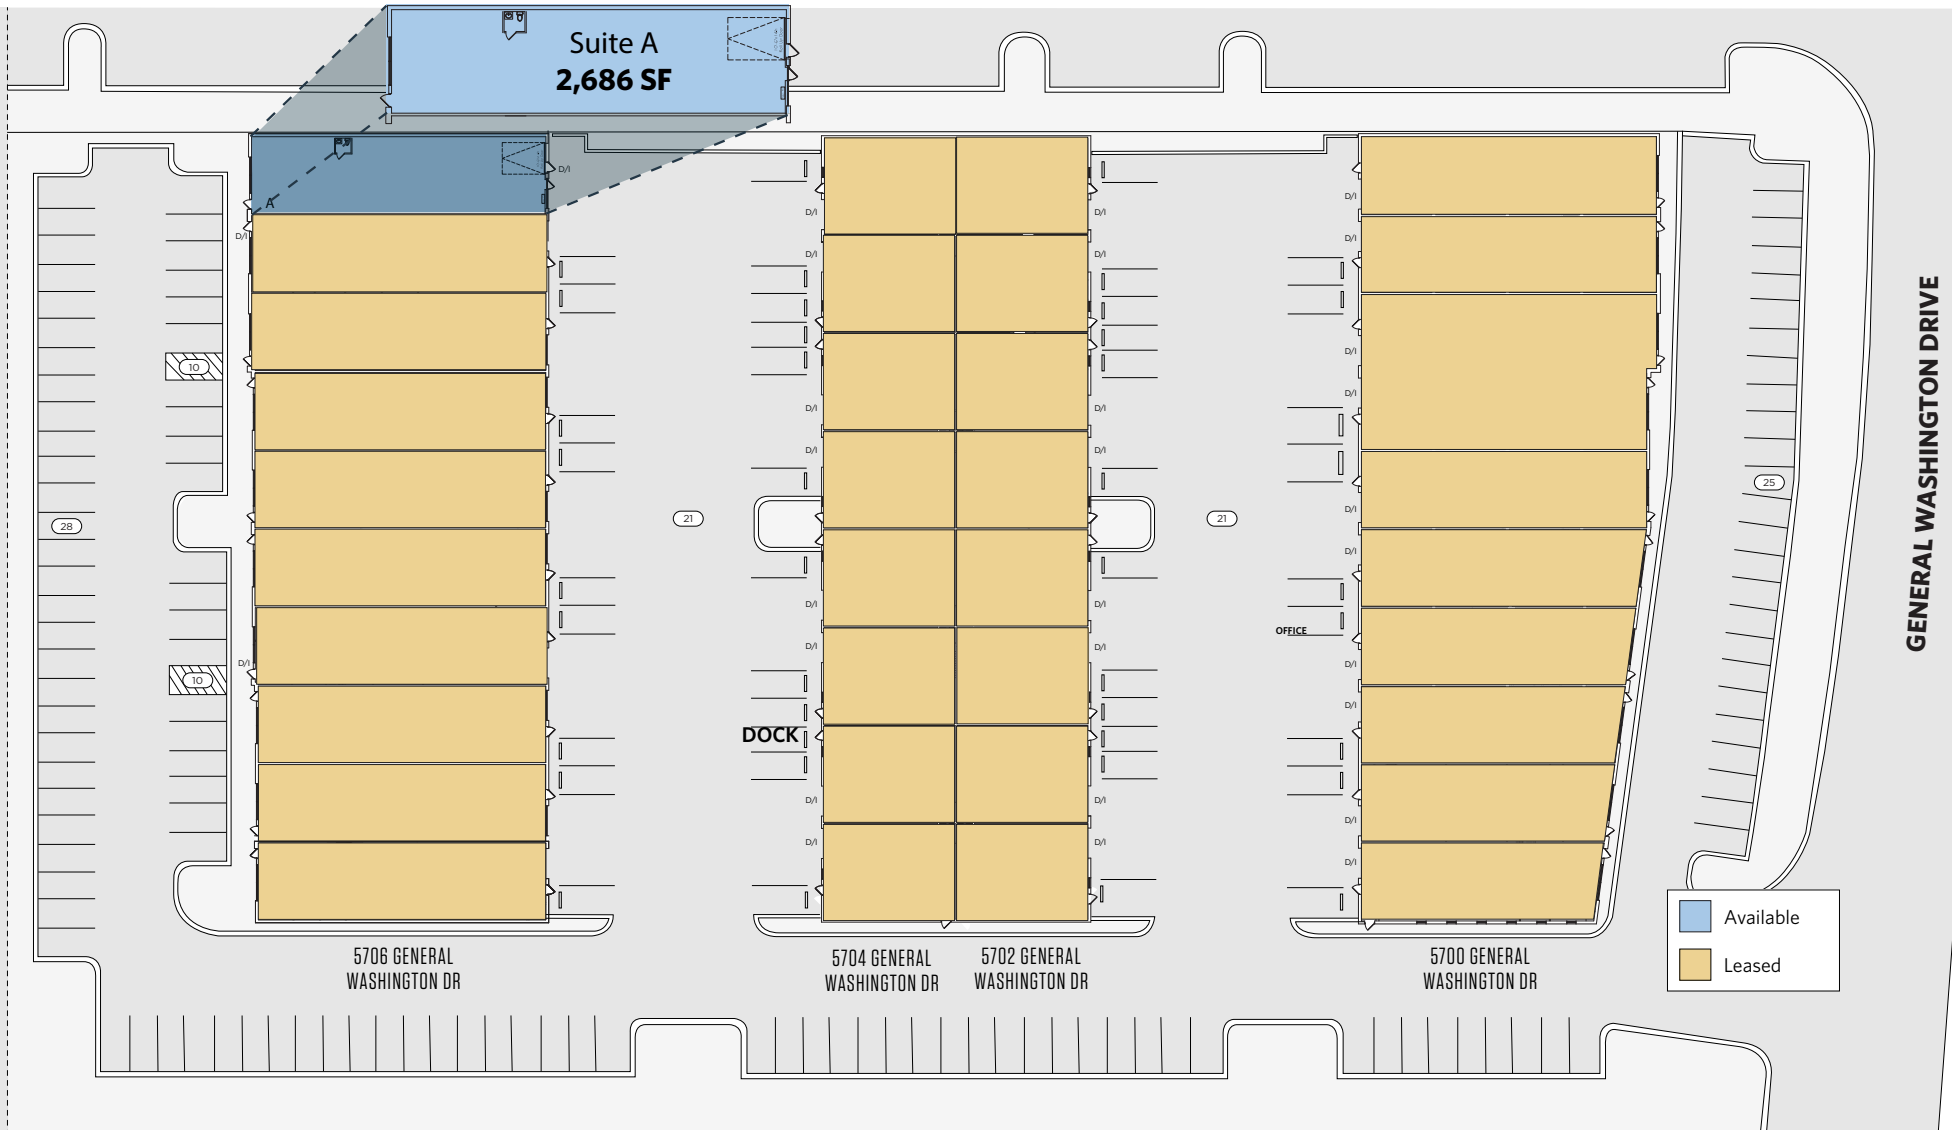 Suite A
2,686 SF
D/I
A
D/I
D/I
D/I
D/I
D/I
D/I
D/I
D/I
D/I
D/I
GENERAL WASHINGTON DRIVE
10
D/I
D/I
D/I
D/I
D/I
D/I
25
D/I
28
21
21
D/I
D/I
D/I
OFFICE
D/I
D/I
D/I
D/I
10
D/I
DOCK
D/I
D/I
D/I
D/I
D/I
D/I
5706 GENERAL
WASHINGTON DR
5704 GENERAL
WASHINGTON DR
5702 GENERAL
WASHINGTON DR
5700 GENERAL
WASHINGTON DR
Available
Leased